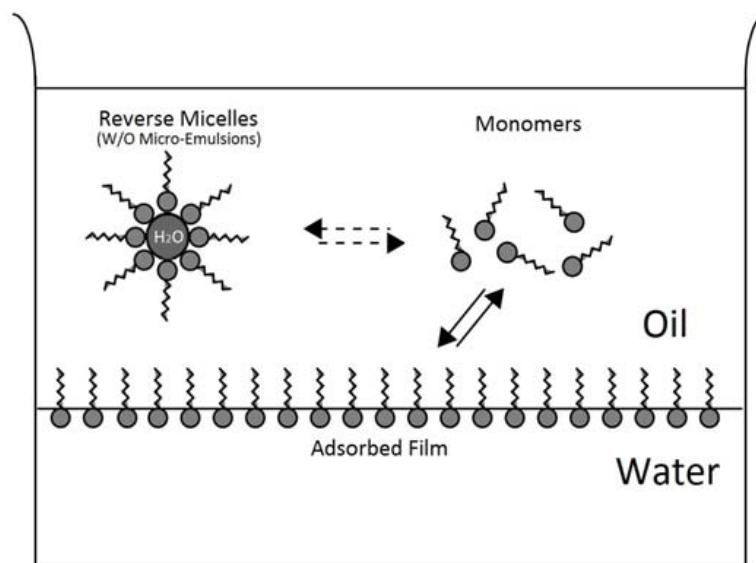 Reverse Micelles
(W/O Micro-Emulsions)
Monomers
H₂O
Oil
Adsorbed Film
Water